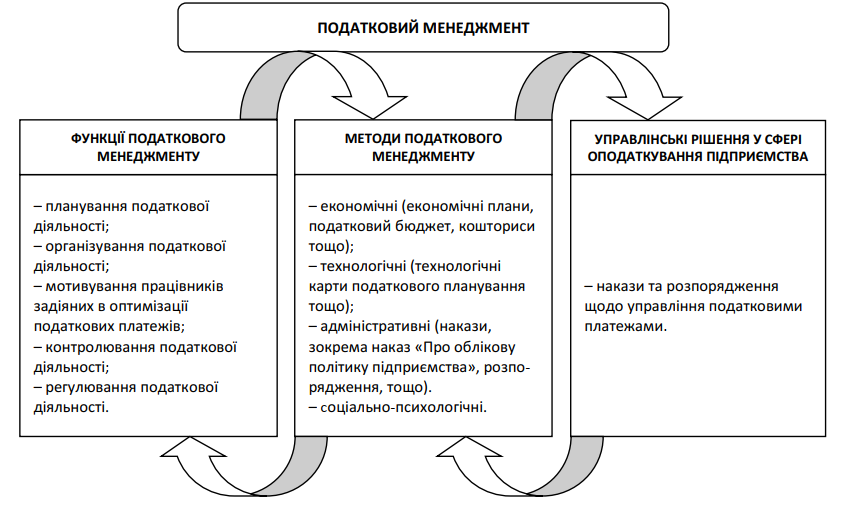 ПОДАТКОВИЙ МЕНЕДЖМЕНТ
ФУНКЦІЇ ПОДАТКОВОГО
МЕНЕДЖМЕНТУ
– планування податкової
діяльності;
– організування податкової
діяльності;
– мотивування працівників
задіяних в оптимізації
податкових платежів;
– контролювання податкової
діяльності;
– регулювання податкової
діяльності.
МЕТОДИ ПОДАТКОВОГО
МЕНЕДЖМЕНТУ
– економічні (економічні плани,
податковий бюджет, кошториси
тощо);
– технологічні (технологічні
карти податкового планування
тощо);
– адміністративні (накази,
зокрема наказ «Про облікову
політику підприємства», розпо-
рядження, тощо).
– соціально-психологічні.
УПРАВЛІНСЬКІ РІШЕННЯ У СФЕРІ
ОПОДАТКУВАННЯ ПІДПРИЄМСТВА
– накази та розпорядження
щодо управління податковими
платежами.